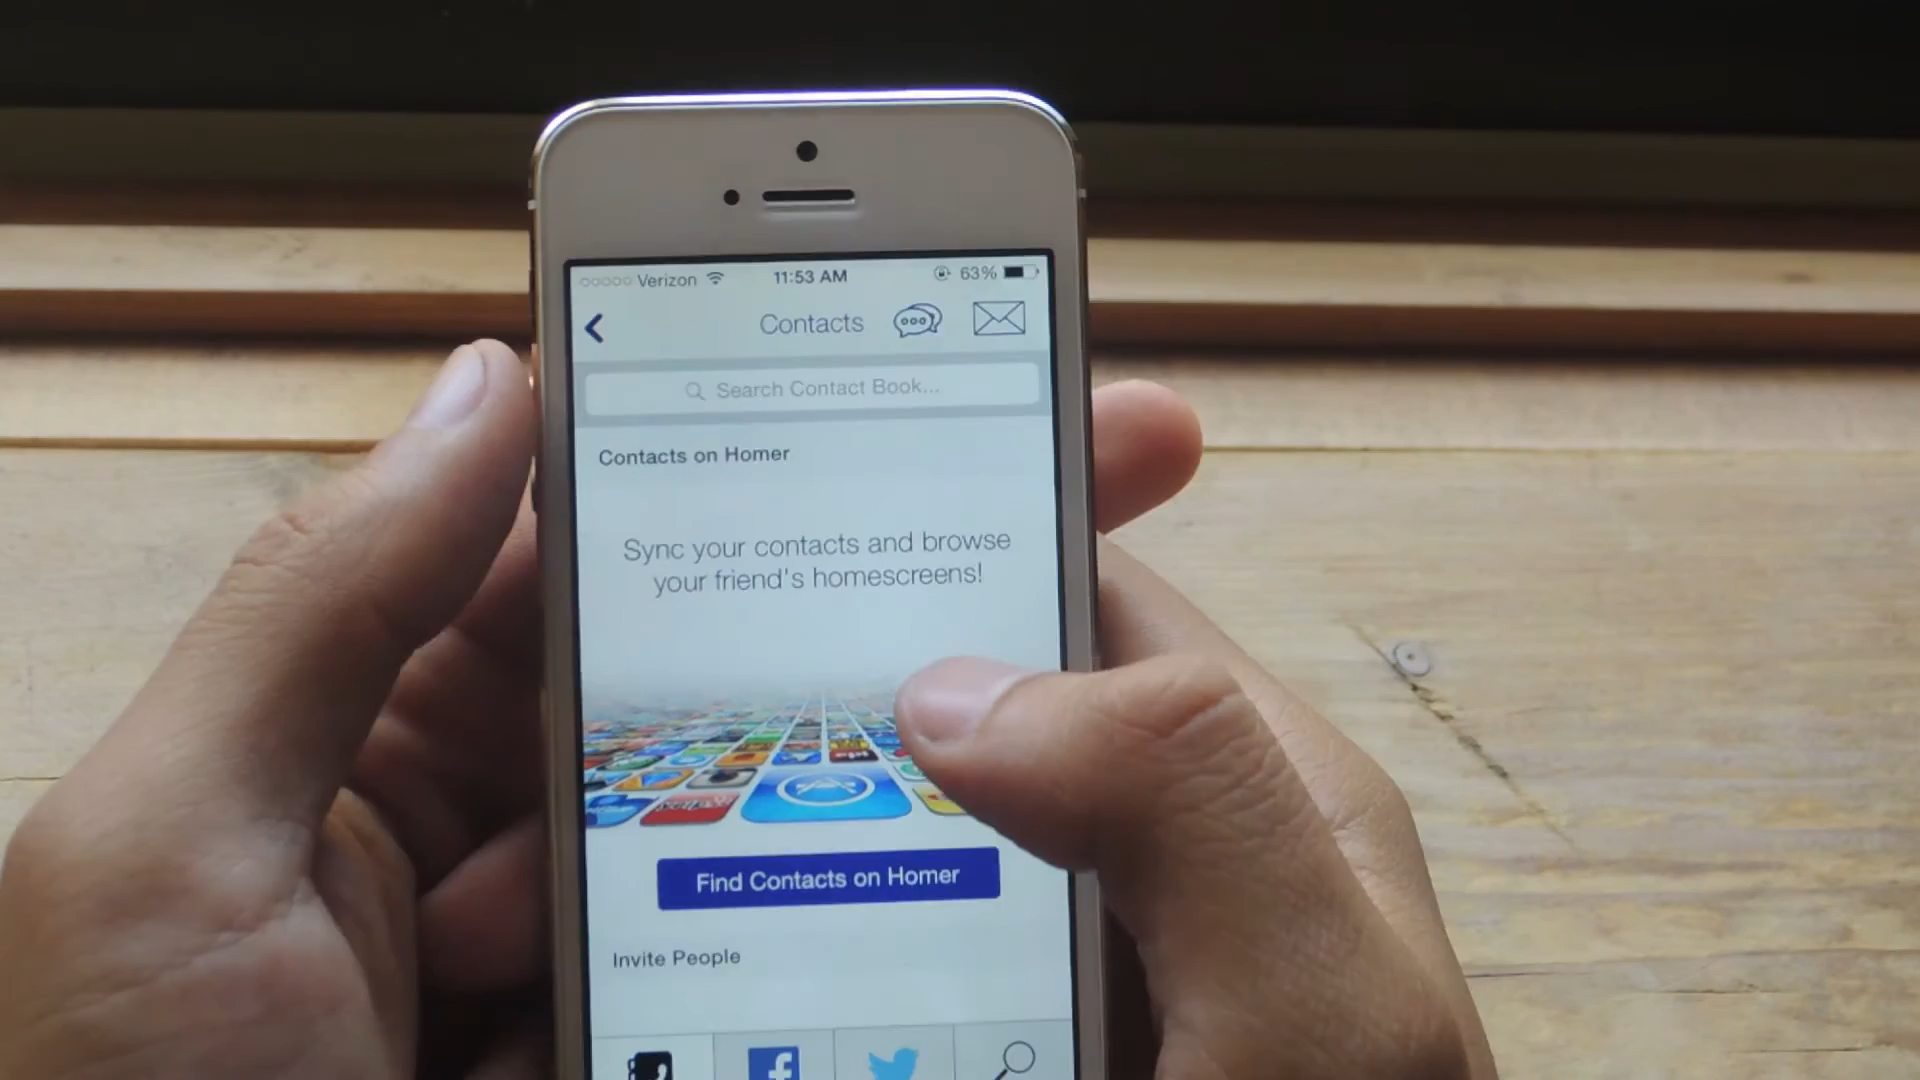 Verizon 11:53 AM 63%
Contacts
Search Contact Book...
Contacts on Homer
Sync your contacts and browse
your friend's homescreens!
Find Contacts on Homer
Invite People